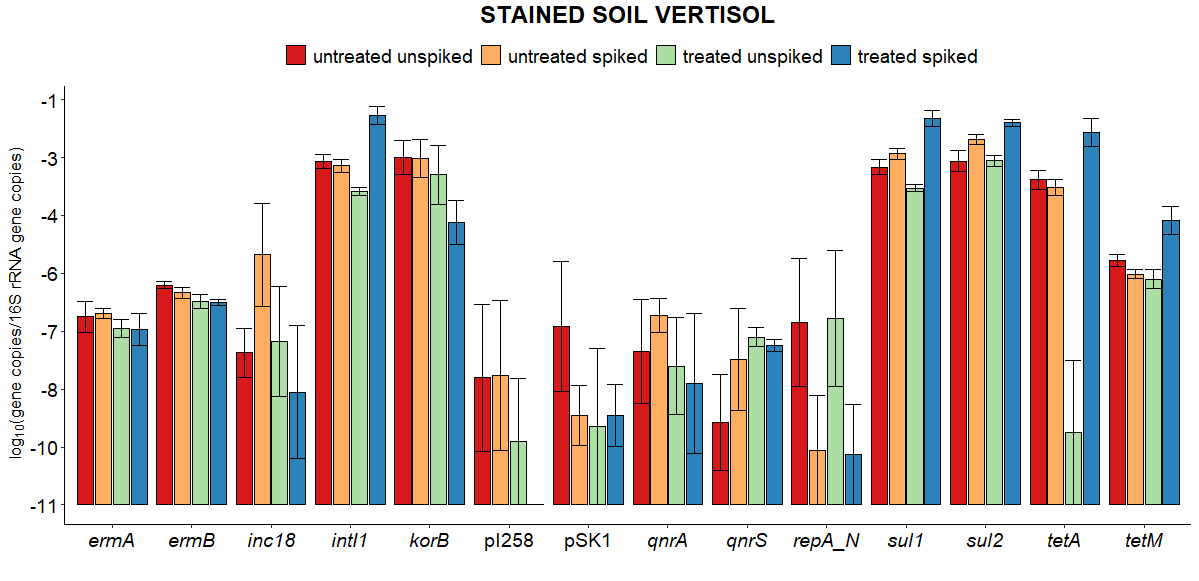 STAINED SOIL VERTISOL
untreated unspiked untreated spiked treated unspiked treated spiked
log10(gene copies/16S rRNA gene copies)
-1
-3
-4
-6
-7
-8
-10
-11
ermA ermB inc18 intI1 korB pI258 pSK1 qnrA qnrS repA_N sul1 sul2 tetA tetM